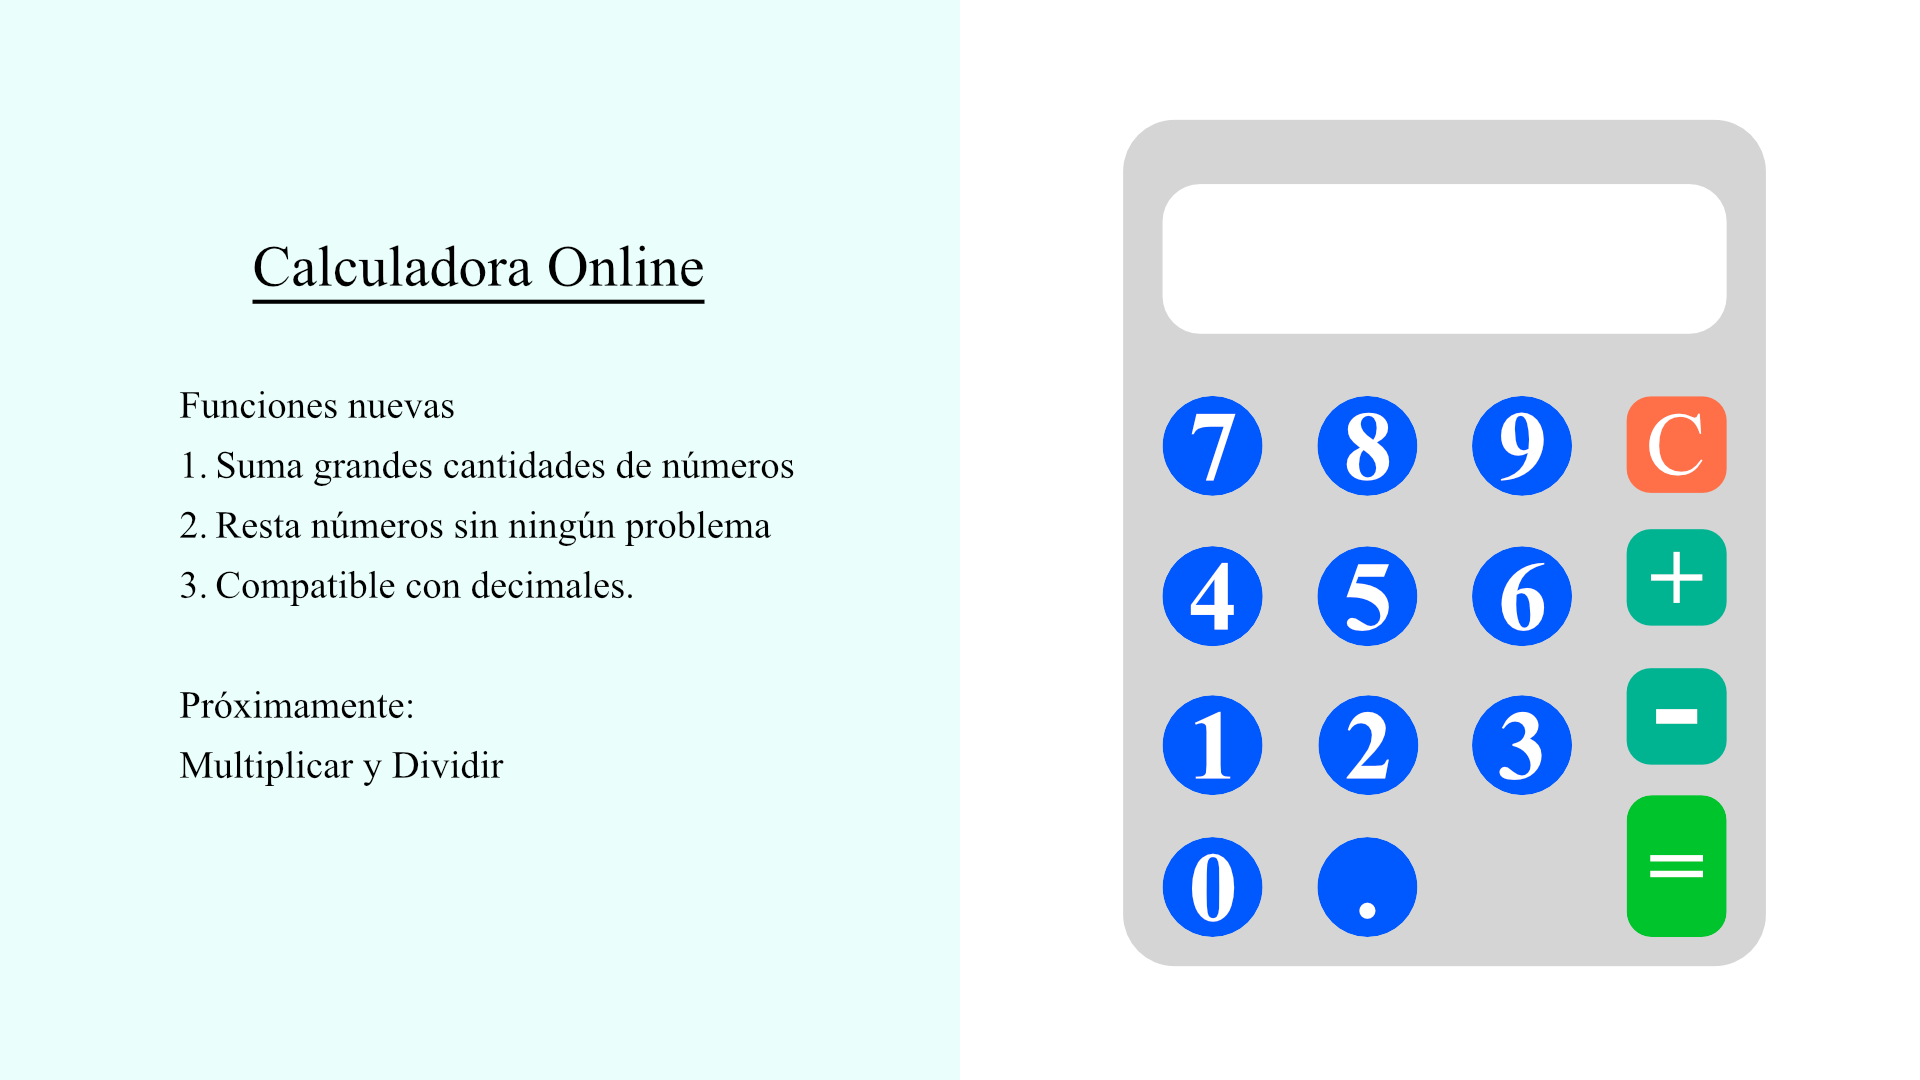 Calculadora Online
Funciones nuevas
1. Suma grandes cantidades de números
2. Resta números sin ningún problema
3. Compatible con decimales.
Próximamente:
Multiplicar y Dividir
7 8 9 C
4 5 6 +
1 2 3 -
0 . =